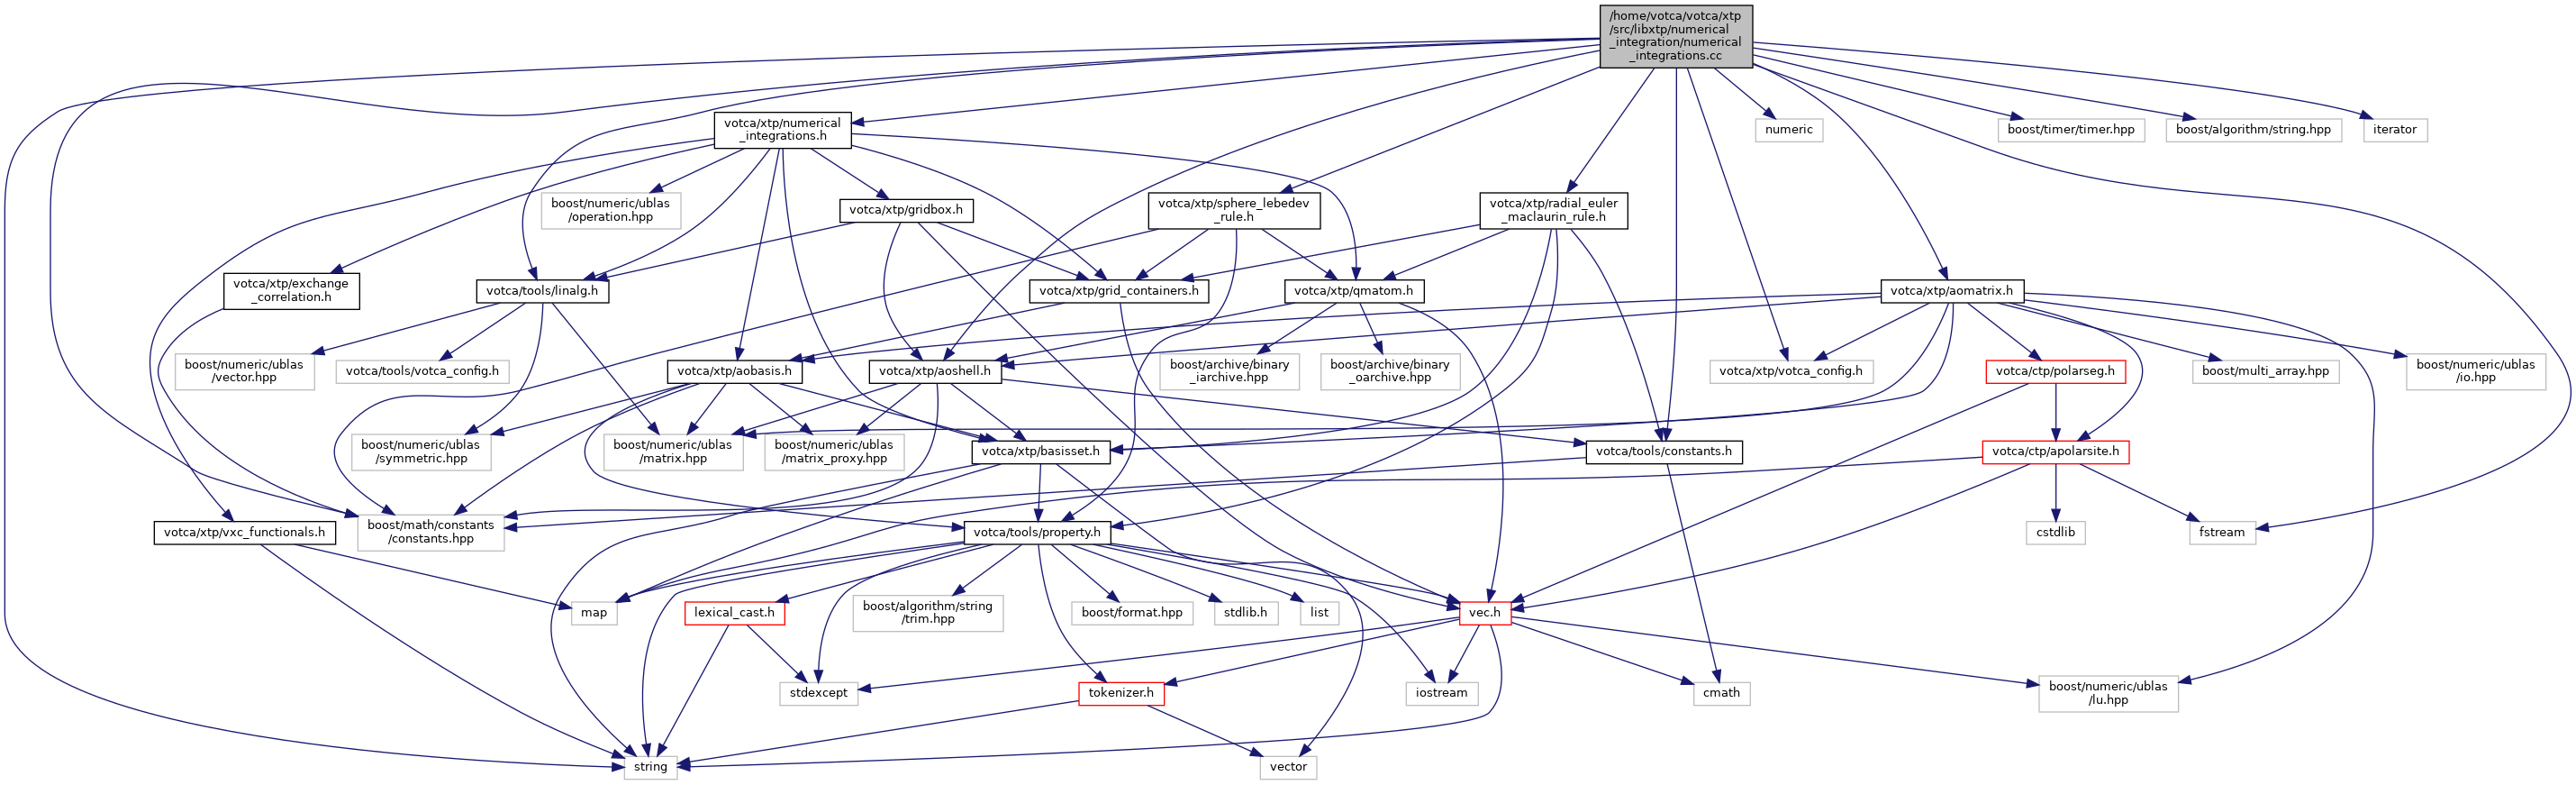 /home/votca/votca/xtp
/src/libxtp/numerical
_integration/numerical
_integrations.cc
votca/xtp/numerical
_integrations.h
numeric
boost/timer/timer.hpp
boost/algorithm/string.hpp
iterator
boost/numeric/ublas
/operation.hpp
votca/xtp/gridbox.h
votca/xtp/sphere_lebedev
_rule.h
votca/xtp/radial_euler
_maclaurin_rule.h
votca/xtp/exchange
_correlation.h
votca/tools/linalg.h
votca/xtp/grid_containers.h
votca/xtp/qmatom.h
votca/xtp/aomatrix.h
boost/numeric/ublas
/vector.hpp
votca/tools/votca_config.h
votca/xtp/aobasis.h
votca/xtp/aoshell.h
boost/archive/binary
_iarchive.hpp
boost/archive/binary
_oarchive.hpp
votca/xtp/votca_config.h
votca/ctp/polarseg.h
boost/multi_array.hpp
boost/numeric/ublas
/io.hpp
boost/numeric/ublas
/symmetric.hpp
boost/numeric/ublas
/matrix.hpp
boost/numeric/ublas
/matrix_proxy.hpp
votca/xtp/basisset.h
votca/tools/constants.h
votca/ctp/apolarsite.h
votca/xtp/vxc_functionals.h
boost/math/constants
/constants.hpp
votca/tools/property.h
cstdlib
fstream
map
lexical_cast.h
boost/algorithm/string
/trim.hpp
boost/format.hpp
stdlib.h
list
vec.h
stdexcept
tokenizer.h
iostream
cmath
boost/numeric/ublas
/lu.hpp
string
vector